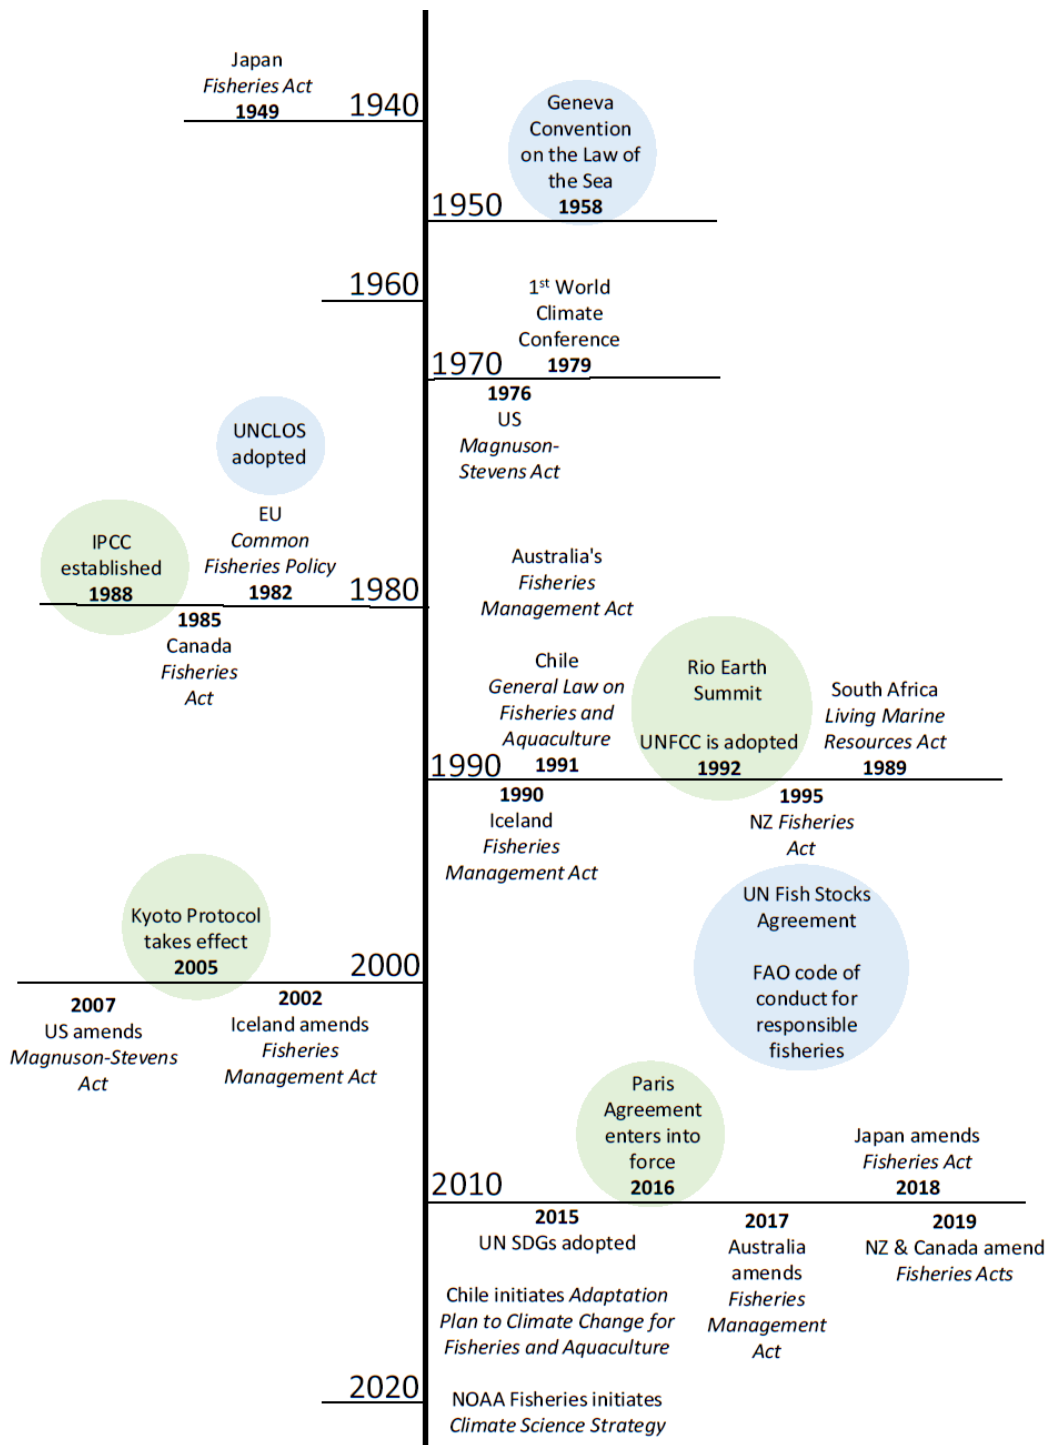 Japan
Fisheries Act
1949
1940
Geneva
Convention
on the Law of
the Sea
1958
1950
1960
1st World
Climate
Conference
1979
1970
1976
US
Magnuson-
Stevens Act
UNCLOS
adopted
EU
Common
Fisheries Policy
1982
IPCC
established
1988
1980
1985
Canada
Fisheries
Act
Australia's
Fisheries
Management Act
Chile
General Law on
Fisheries and
Aquaculture
1991
1990
Rio Earth
Summit
UNFCC is adopted
1992
South Africa
Living Marine
Resources Act
1989
1990
Iceland
Fisheries
Management Act
1995
NZ Fisheries
Act
UN Fish Stocks
Agreement
FAO code of
conduct for
responsible
fisheries
Kyoto Protocol
takes effect
2005
2000
2007
US amends
Magnuson-Stevens
Act
2002
Iceland amends
Fisheries
Management Act
Paris
Agreement
enters into
force
2016
Japan amends
Fisheries Act
2018
2010
2015
UN SDGs adopted
Chile initiates Adaptation
Plan to Climate Change for
Fisheries and Aquaculture
NOAA Fisheries initiates
Climate Science Strategy
2017
Australia
amends
Fisheries
Management
Act
2019
NZ & Canada amend
Fisheries Acts
2020